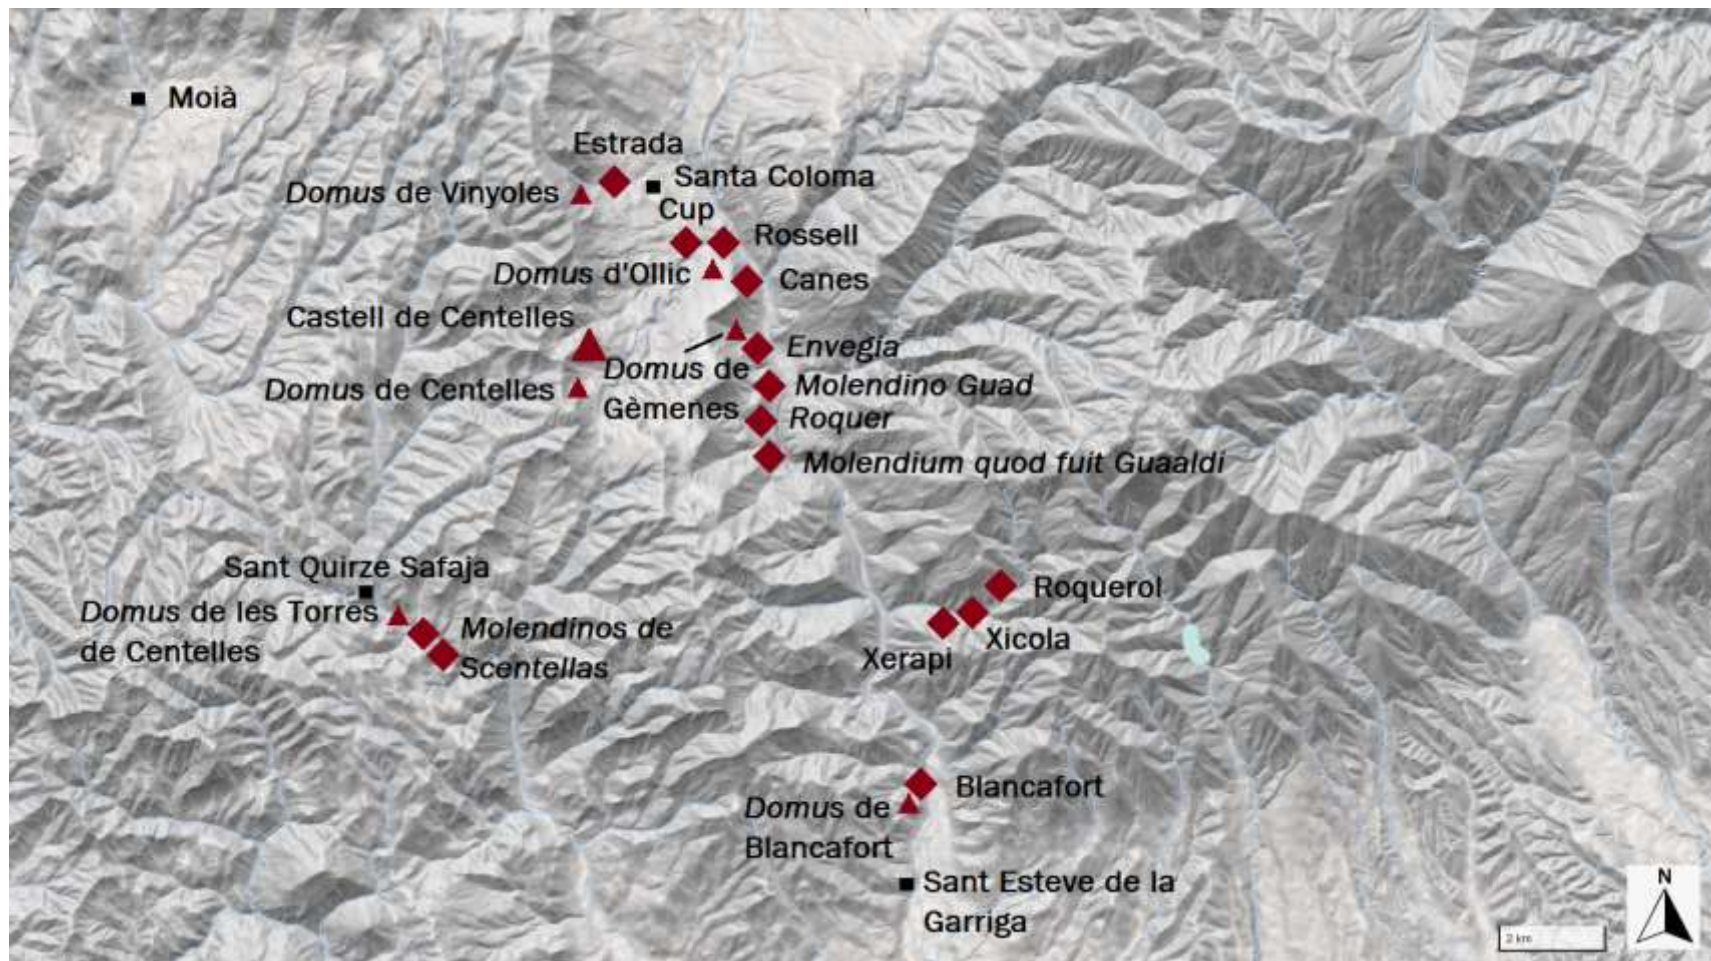 Moià
Estrada
Santa Coloma
Domus de Vinyoles
Cup
Rossell
Domus d'Ollic
Canes
Castell de Centelles
Envegia
Domus de
Gèmenes
Domus de Centelles
Molendino Guad
Roquer
Molendium quod fuit Guaaldi
Sant Quirze Safaja
Roquerol
Domus de les Torres
de Centelles
Molendinos de
Scentellas
Xicola
Xerapi
Blancafort
Domus de
Blancafort
Sant Esteve de la
Garriga
N
2 km